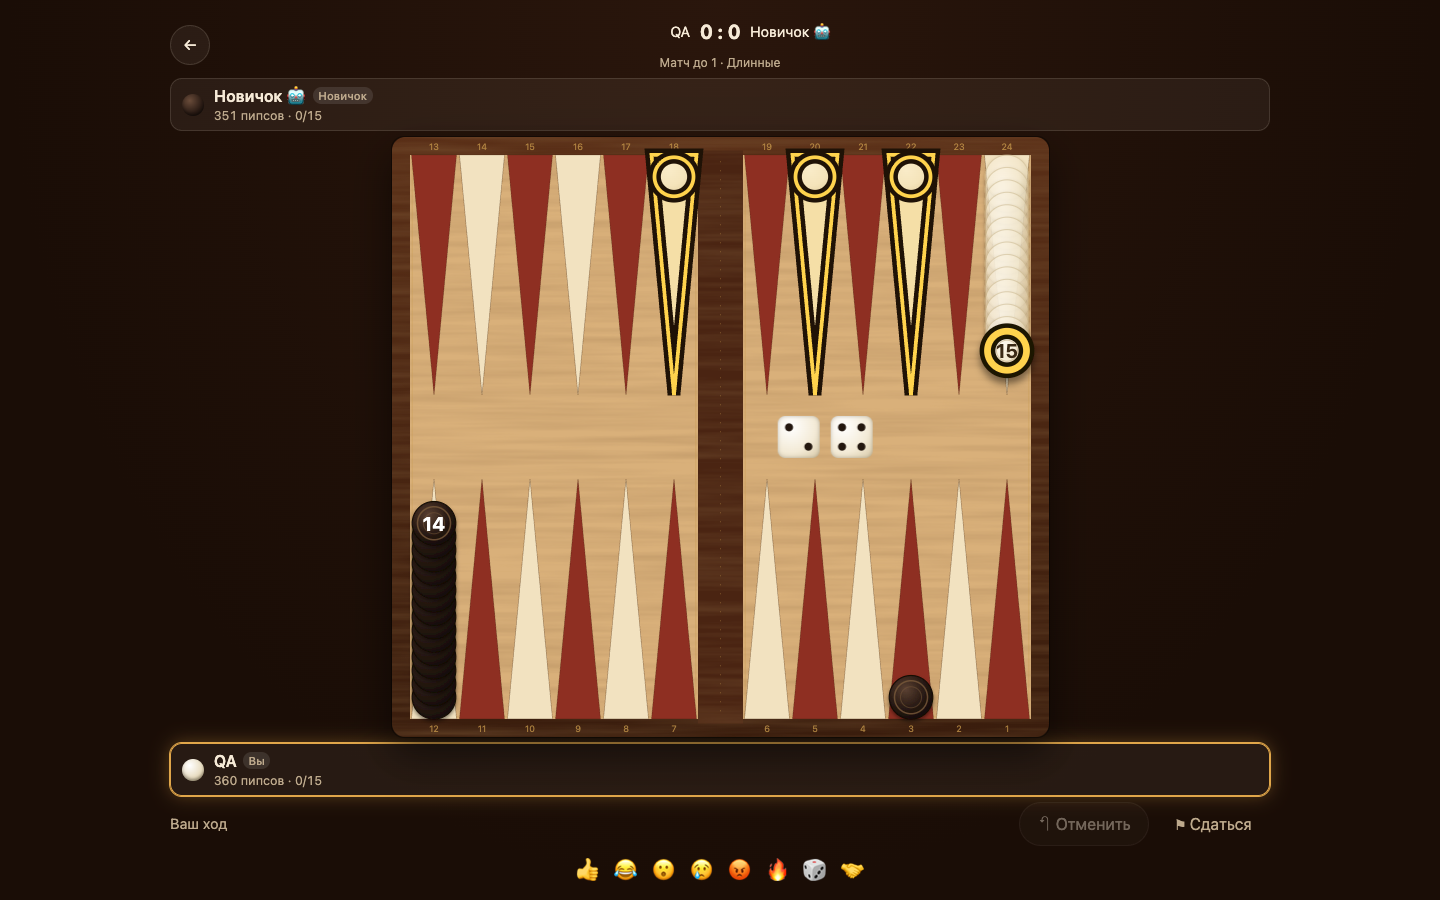 QA 0 : 0 Новичок
Матч до 1 · Длинные
Новичок Новичок
351 пипсов · 0/15
13 14 15 16 17 18 19 20 21 22 23 24
15
14
12 11 10 9 8 7 6 5 4 3 2 1
QA Вы
360 пипсов · 0/15
Ваш ход
Отменить
Сдаться